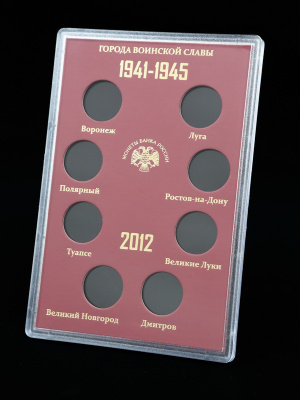 ГОРОДА ВОИНСКОЙ СЛАВЫ
1941-1945
Воронеж
Луга
МОНЕТЫ БАНКА РОССИИ
Полярный
Ростов-на-Дону
2012
Туапсе
Великие Луки
Великий Новгород
Дмитров